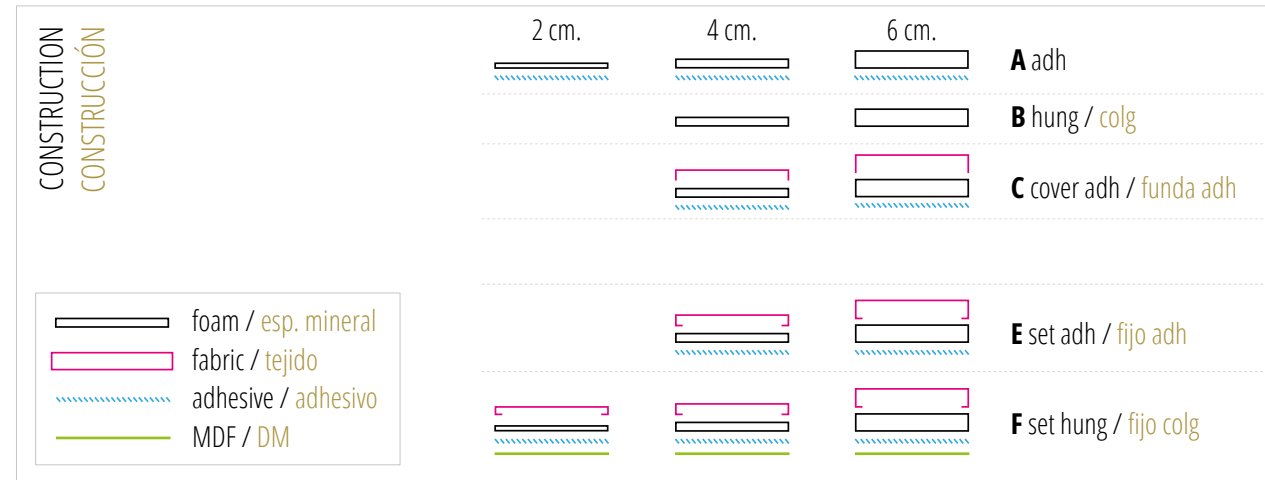 CONSTRUCTION
CONSTRUCCIÓN
2 cm. 4 cm. 6 cm.
A adh
B hung / colg
C cover adh / funda adh
E set adh / fijo adh
F set hung / fijo colg
foam / esp. mineral
fabric / tejido
adhesive / adhesivo
MDF / DM